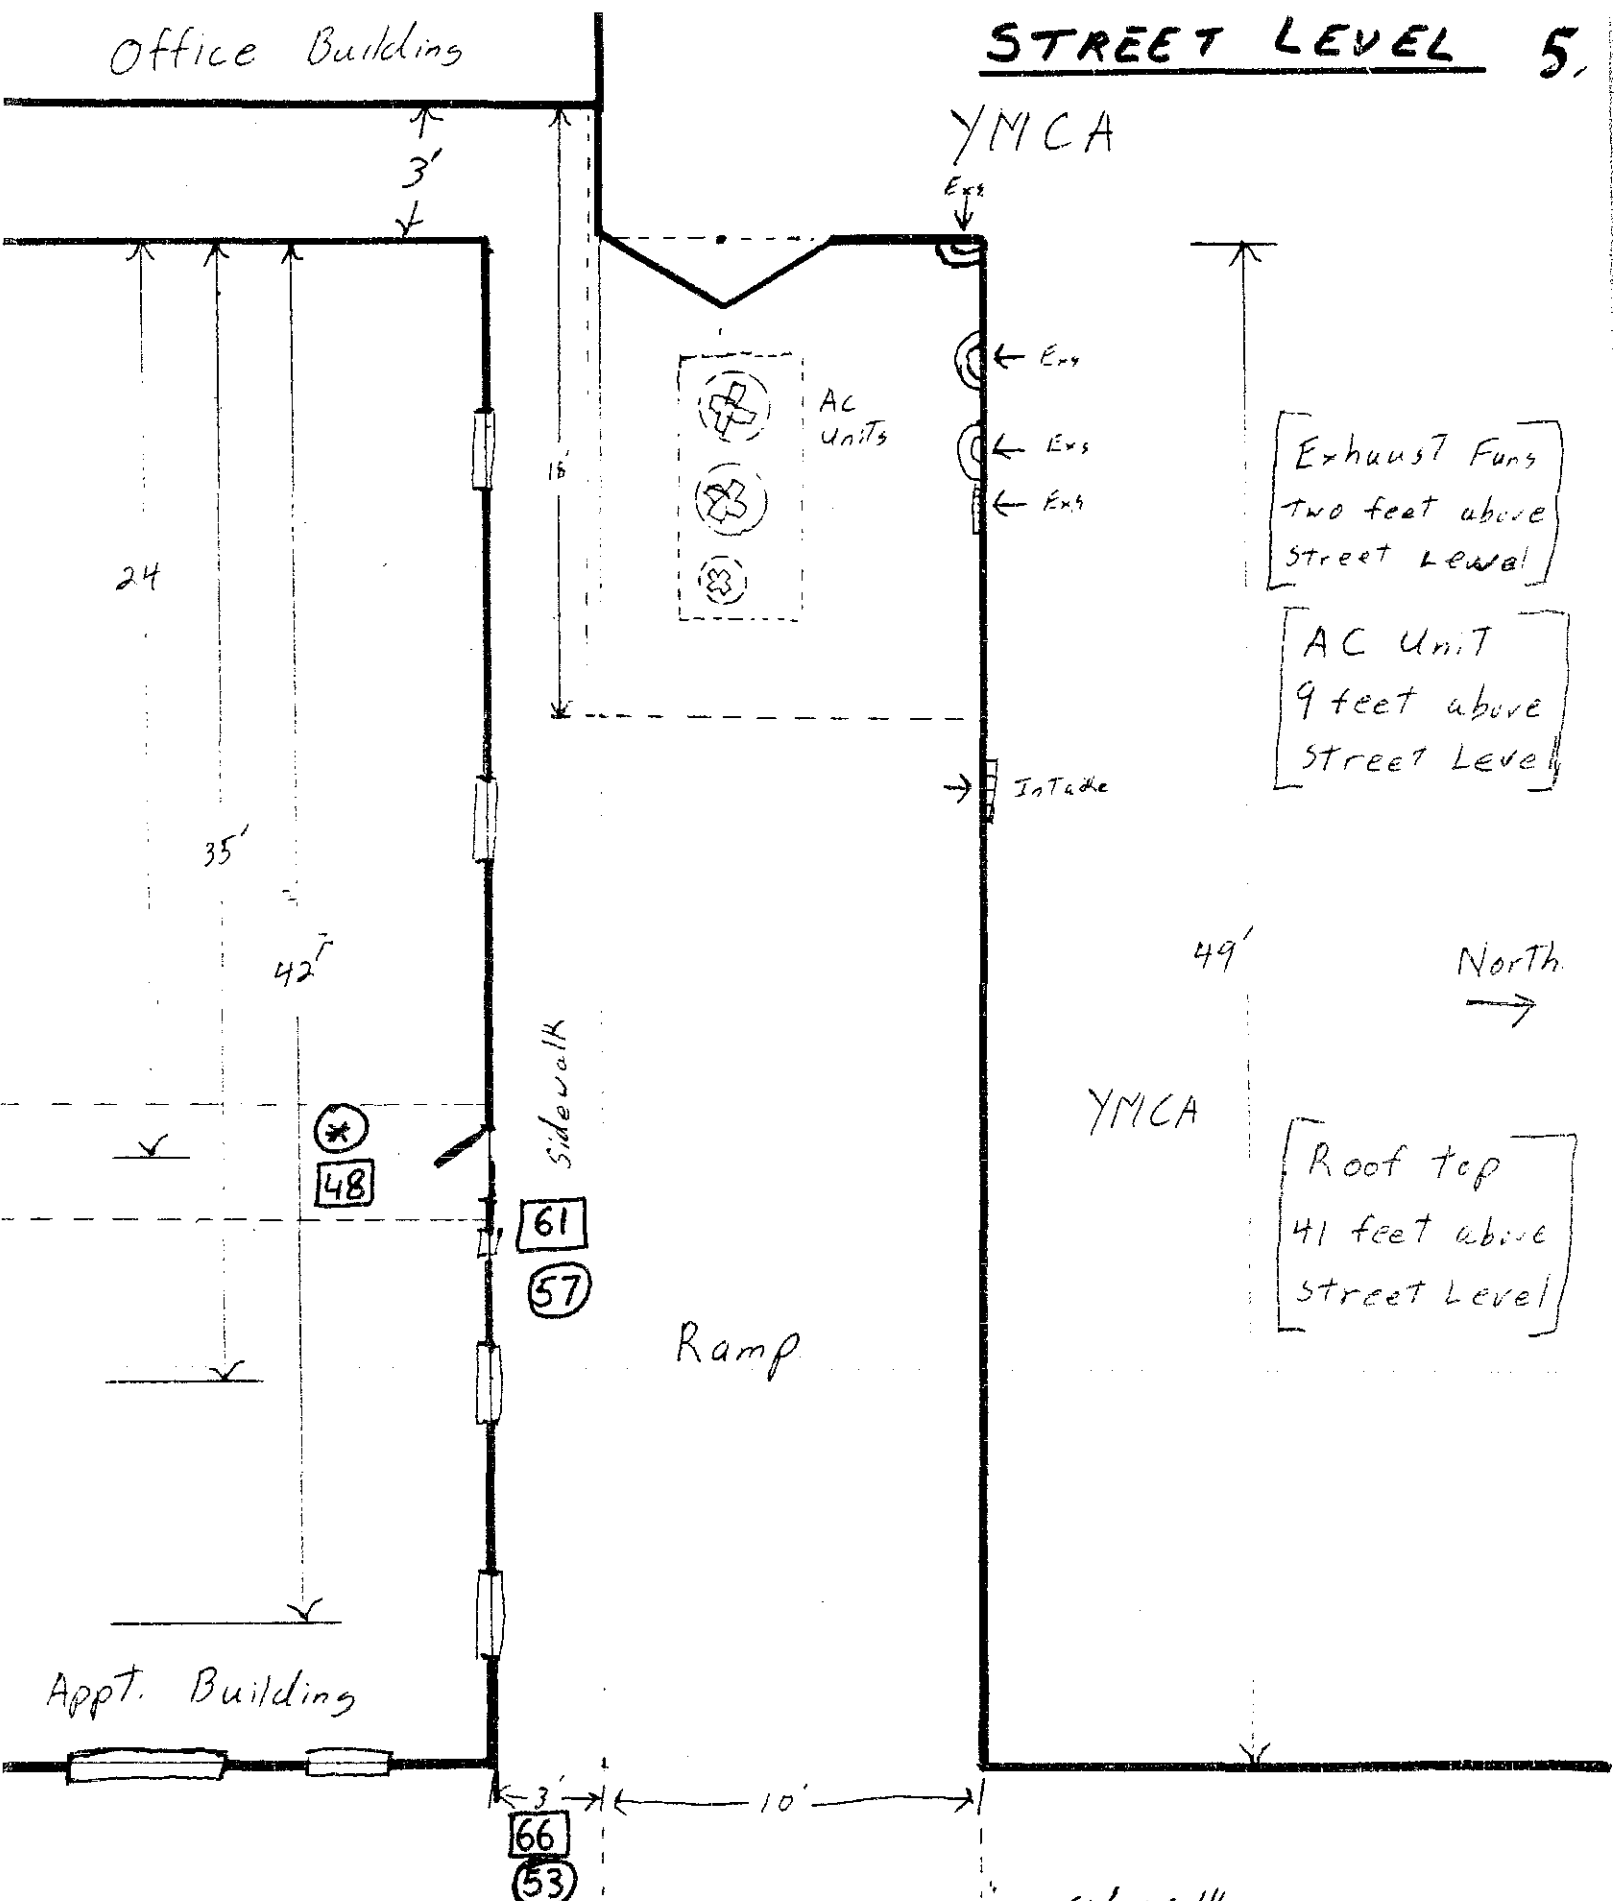 Office Building
STREET LEVEL 5.
YMCA
3'
Exs
Exs
AC
Units
Exs
Exs
18'
Exhaust Fans
two feet above
street Level
24
AC Unit
9 feet above
street Level
Intake
35'
42'
49'
North
Sidewalk
YMCA
*
48
61
57
Roof top
41 feet above
street Level
Ramp
Appt. Building
3'
10'
66
53